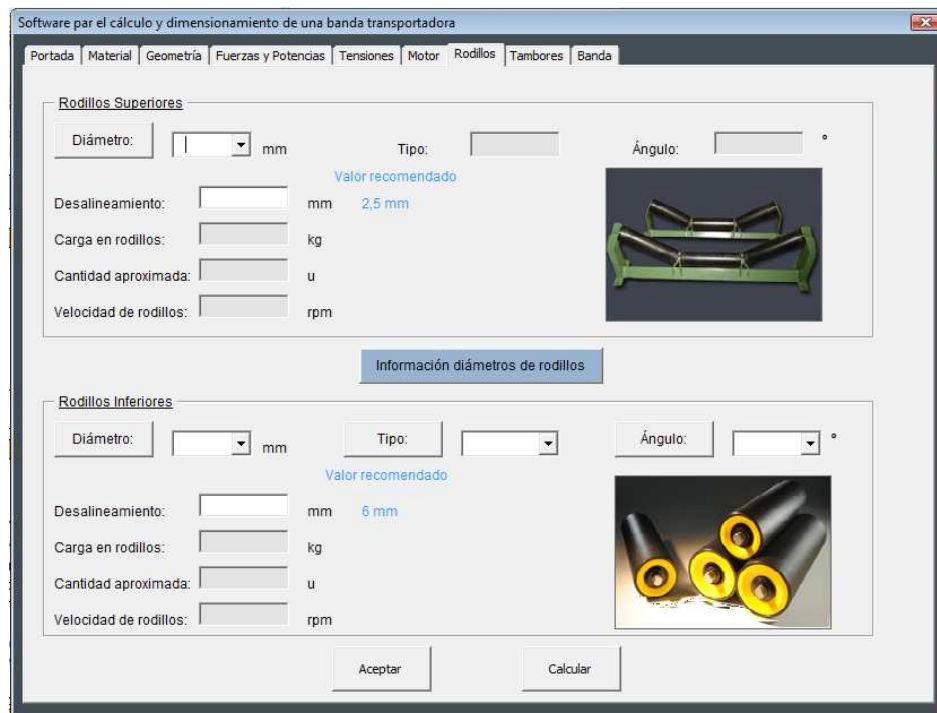 Software par el cálculo y dimensionamiento de una banda transportadora
Portada Material Geometría Fuerzas y Potencias Tensiones Motor Rodillos Tambores Banda
Rodillos Superiores
Diámetro: mm Tipo: Ángulo: °
Valor recomendado
Desalineamiento: mm 2,5 mm
Carga en rodillos: kg
Cantidad aproximada: u
Velocidad de rodillos: rpm
Información diámetros de rodillos
Rodillos Inferiores
Diámetro: mm Tipo: Ángulo: °
Valor recomendado
Desalineamiento: mm 6 mm
Carga en rodillos: kg
Cantidad aproximada: u
Velocidad de rodillos: rpm
Aceptar Calcular